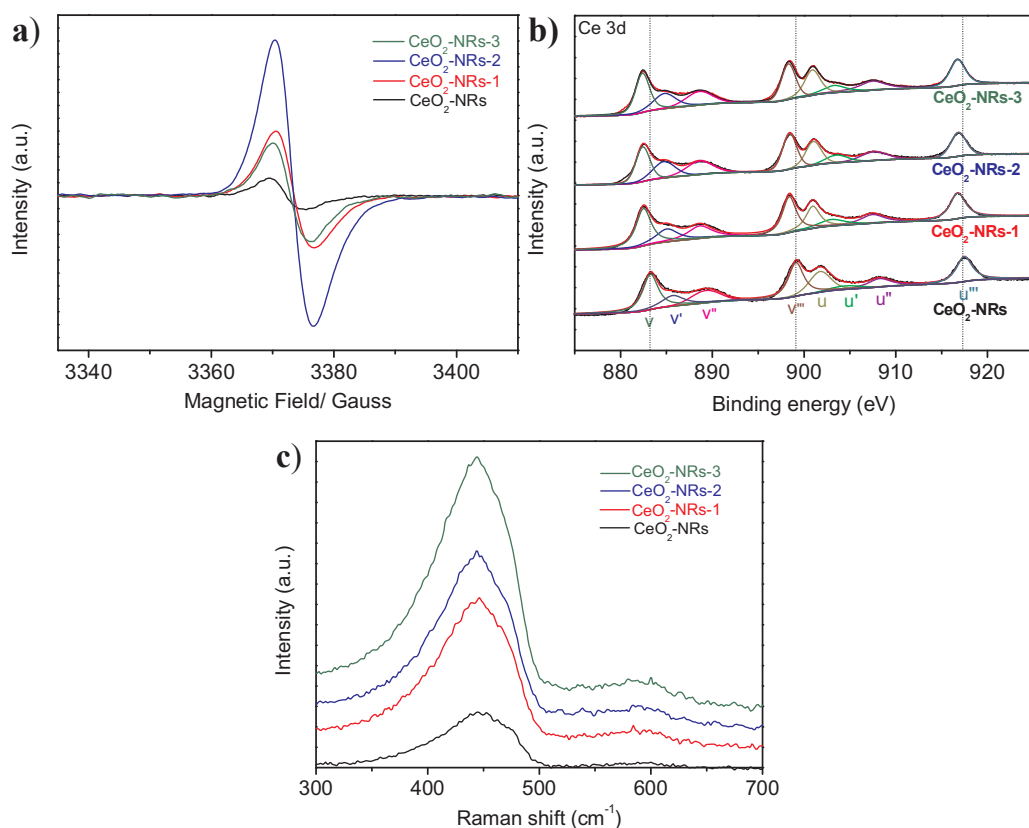 a)
CeO₂-NRs-3
CeO₂-NRs-2
CeO₂-NRs-1
CeO₂-NRs
Intensity (a.u.)
3340 3360 3380 3400
Magnetic Field/ Gauss
b)
Ce 3d
CeO₂-NRs-3
CeO₂-NRs-2
CeO₂-NRs-1
CeO₂-NRs
v v' v'' v''' u u' u'' u'''
Intensity (a.u.)
880 890 900 910 920
Binding energy (eV)
c)
CeO₂-NRs-3
CeO₂-NRs-2
CeO₂-NRs-1
CeO₂-NRs
Intensity (a.u.)
300 400 500 600 700
Raman shift (cm⁻¹)